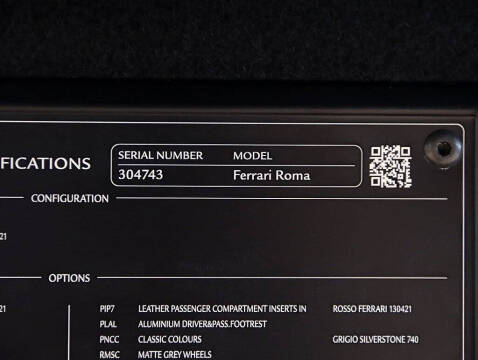 FICATIONS
SERIAL NUMBER MODEL
304743 Ferrari Roma
CONFIGURATION
21
OPTIONS
21
PIP7 LEATHER PASSENGER COMPARTMENT INSERTS IN ROSSO FERRARI 130421
PLAL ALUMINIUM DRIVER&PASS.FOOTREST
PNCC CLASSIC COLOURS GRIGIO SILVERSTONE 740
RMSC MATTE GREY WHEELS